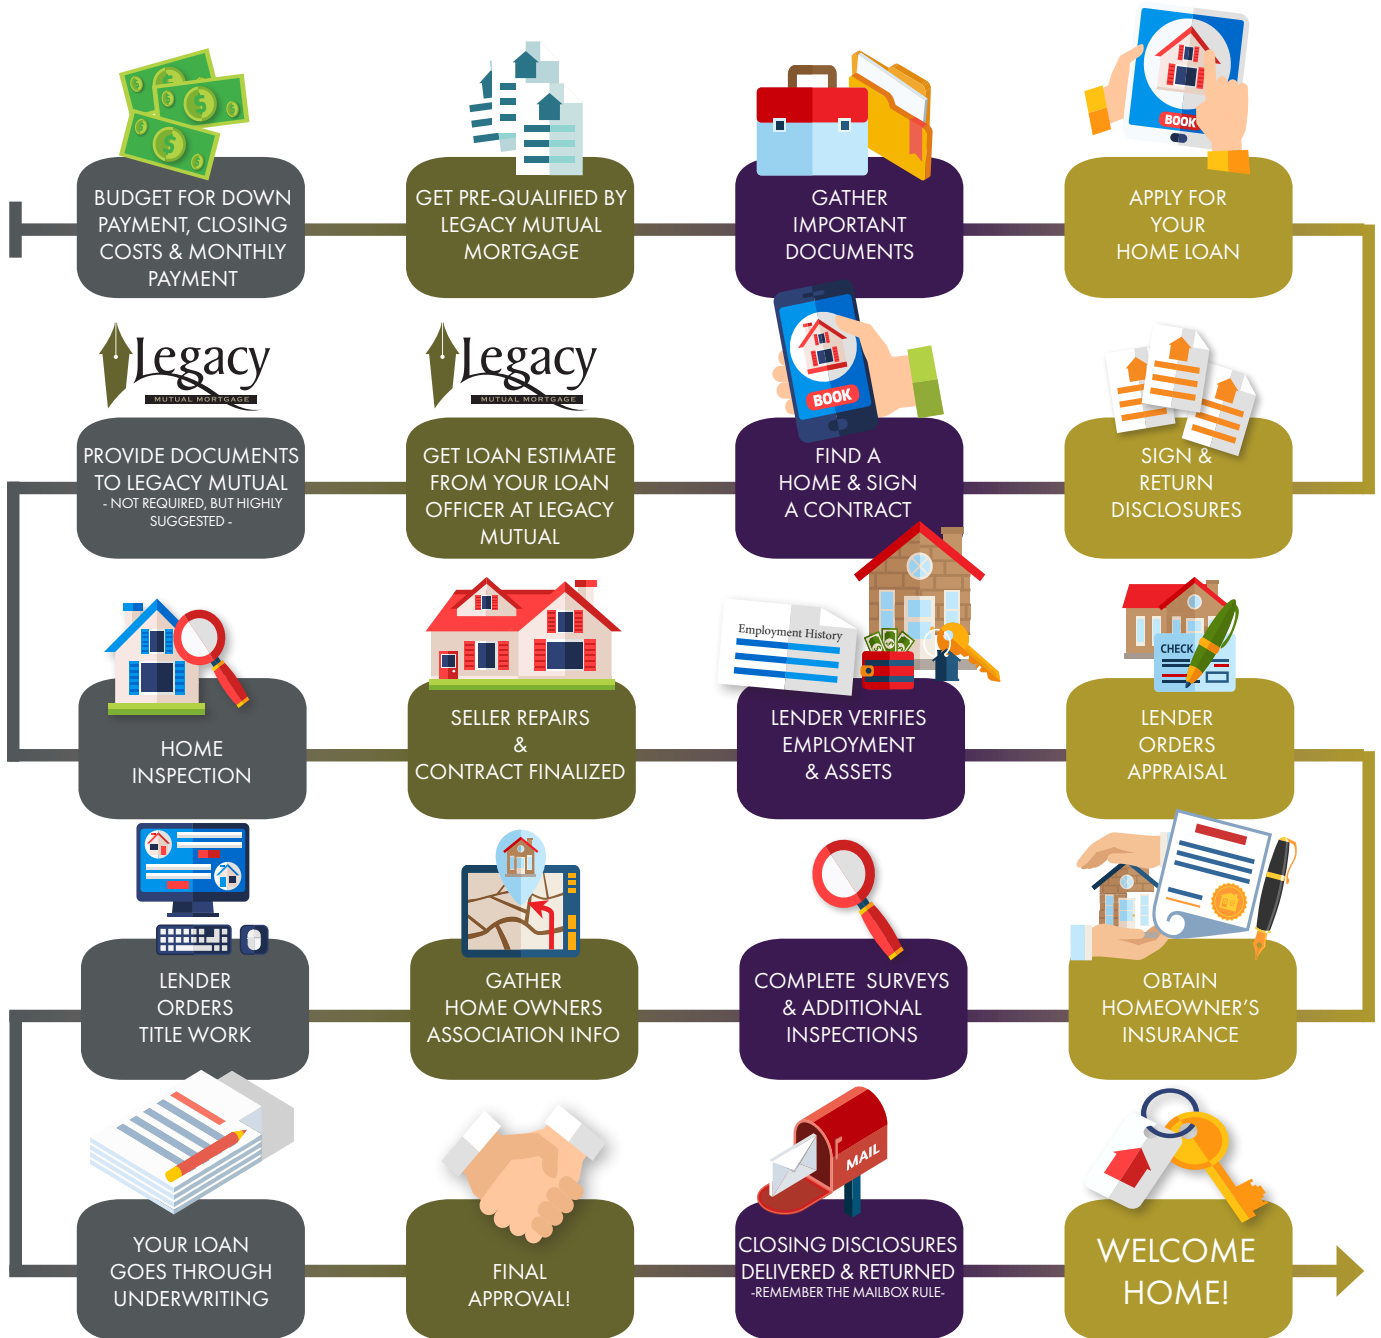 BUDGET FOR DOWN
PAYMENT, CLOSING
COSTS & MONTHLY
PAYMENT
GET PRE-QUALIFIED BY
LEGACY MUTUAL
MORTGAGE
GATHER
IMPORTANT
DOCUMENTS
BOOK
APPLY FOR
YOUR
HOME LOAN
Legacy
MUTUAL MORTGAGE
PROVIDE DOCUMENTS
TO LEGACY MUTUAL
- NOT REQUIRED, BUT HIGHLY
SUGGESTED -
Legacy
MUTUAL MORTGAGE
GET LOAN ESTIMATE
FROM YOUR LOAN
OFFICER AT LEGACY
MUTUAL
BOOK
FIND A
HOME & SIGN
A CONTRACT
SIGN &
RETURN
DISCLOSURES
HOME
INSPECTION
SELLER REPAIRS
&
CONTRACT FINALIZED
Employment History
LENDER VERIFIES
EMPLOYMENT
& ASSETS
CHECK
LENDER
ORDERS
APPRAISAL
LENDER
ORDERS
TITLE WORK
GATHER
HOME OWNERS
ASSOCIATION INFO
COMPLETE SURVEYS
& ADDITIONAL
INSPECTIONS
OBTAIN
HOMEOWNER'S
INSURANCE
YOUR LOAN
GOES THROUGH
UNDERWRITING
FINAL
APPROVAL!
MAIL
CLOSING DISCLOSURES
DELIVERED & RETURNED
-REMEMBER THE MAILBOX RULE-
WELCOME
HOME!